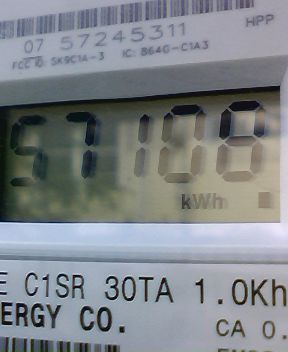 HPP
07 57245311
FCC ID: SK9C1A-3 IC: 864G-C1A3
57108
kWh
E C1SR 30TA 1.0Kh
ERGY CO.
CA 0.